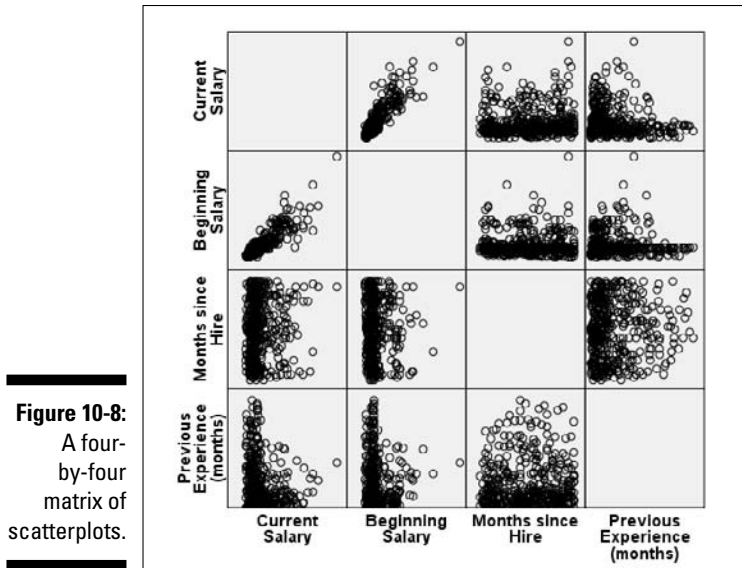 Current
Salary
Beginning
Salary
Months since
Hire
Previous
Experience
(months)
Current
Salary
Beginning
Salary
Months since
Hire
Previous
Experience
(months)
Figure 10-8:
A four-
by-four
matrix of
scatterplots.